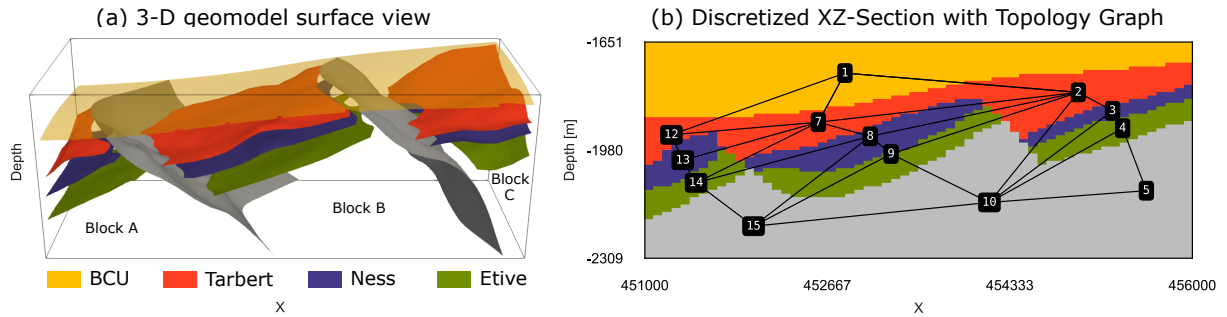 (a) 3-D geomodel surface view
Depth
Block A
Block B
Block
C
BCU
Tarbert
Ness
Etive
X
(b) Discretized XZ-Section with Topology Graph
Depth [m]
-1651
-1980
-2309
1
2
3
4
5
7
8
9
10
12
13
14
15
451000
452667
454333
456000
X